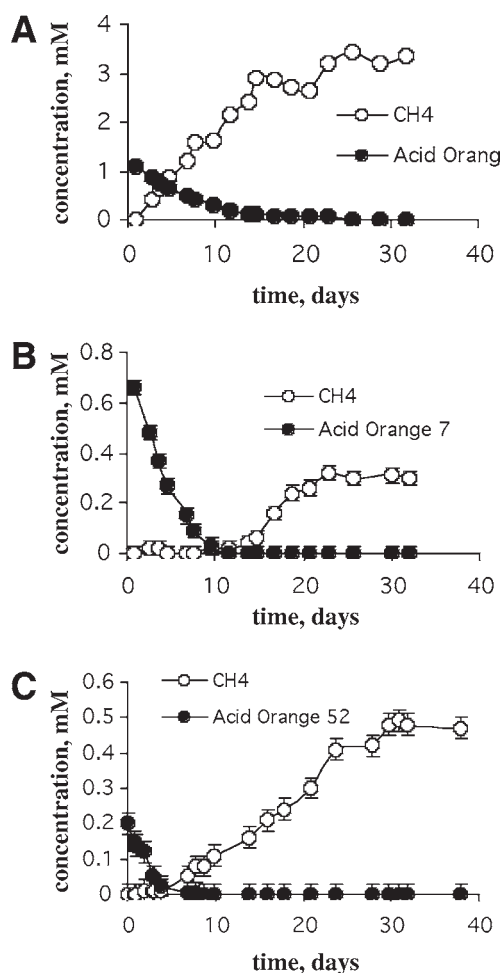 A
concentration, mM
4
3
2
1
0
CH4
Acid Orang
0 10 20 30 40
time, days
B
concentration, mM
0.8
0.6
0.4
0.2
0
CH4
Acid Orange 7
0 10 20 30 40
time, days
C
concentration, mM
0.6
0.5
0.4
0.3
0.2
0.1
0
CH4
Acid Orange 52
0 10 20 30 40
time, days